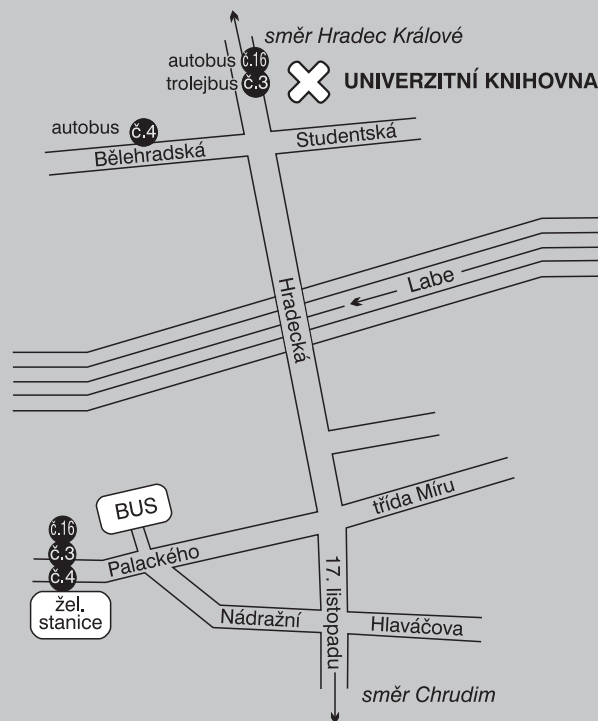 směr Hradec Králové
autobus č.16
trolejbus č.3
UNIVERZITNÍ KNIHOVNA
autobus č.4
Bělehradská
Studentská
Labe
Hradecká
třída Míru
BUS
č.16
č.3
č.4
Palackého
žel.
stanice
17. listopadu
Nádražní
Hlaváčova
směr Chrudim